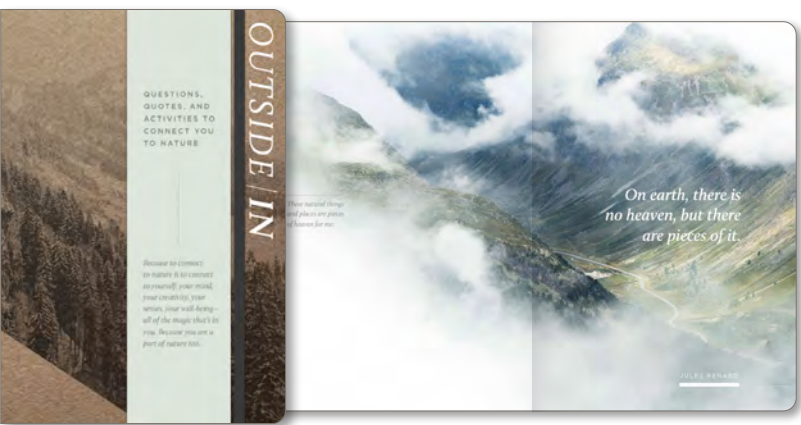 OUTSIDE | IN
QUESTIONS,
QUOTES, AND
ACTIVITIES TO
CONNECT YOU
TO NATURE
Because to connect
to nature is to connect
to yourself, your mind,
your creativity, your
senses, your well-being—
all of the magic that's in
you. Because you are a
part of nature too.
These natural things
and places are pieces
of heaven for me:
On earth, there is
no heaven, but there
are pieces of it.
JULES RENARD